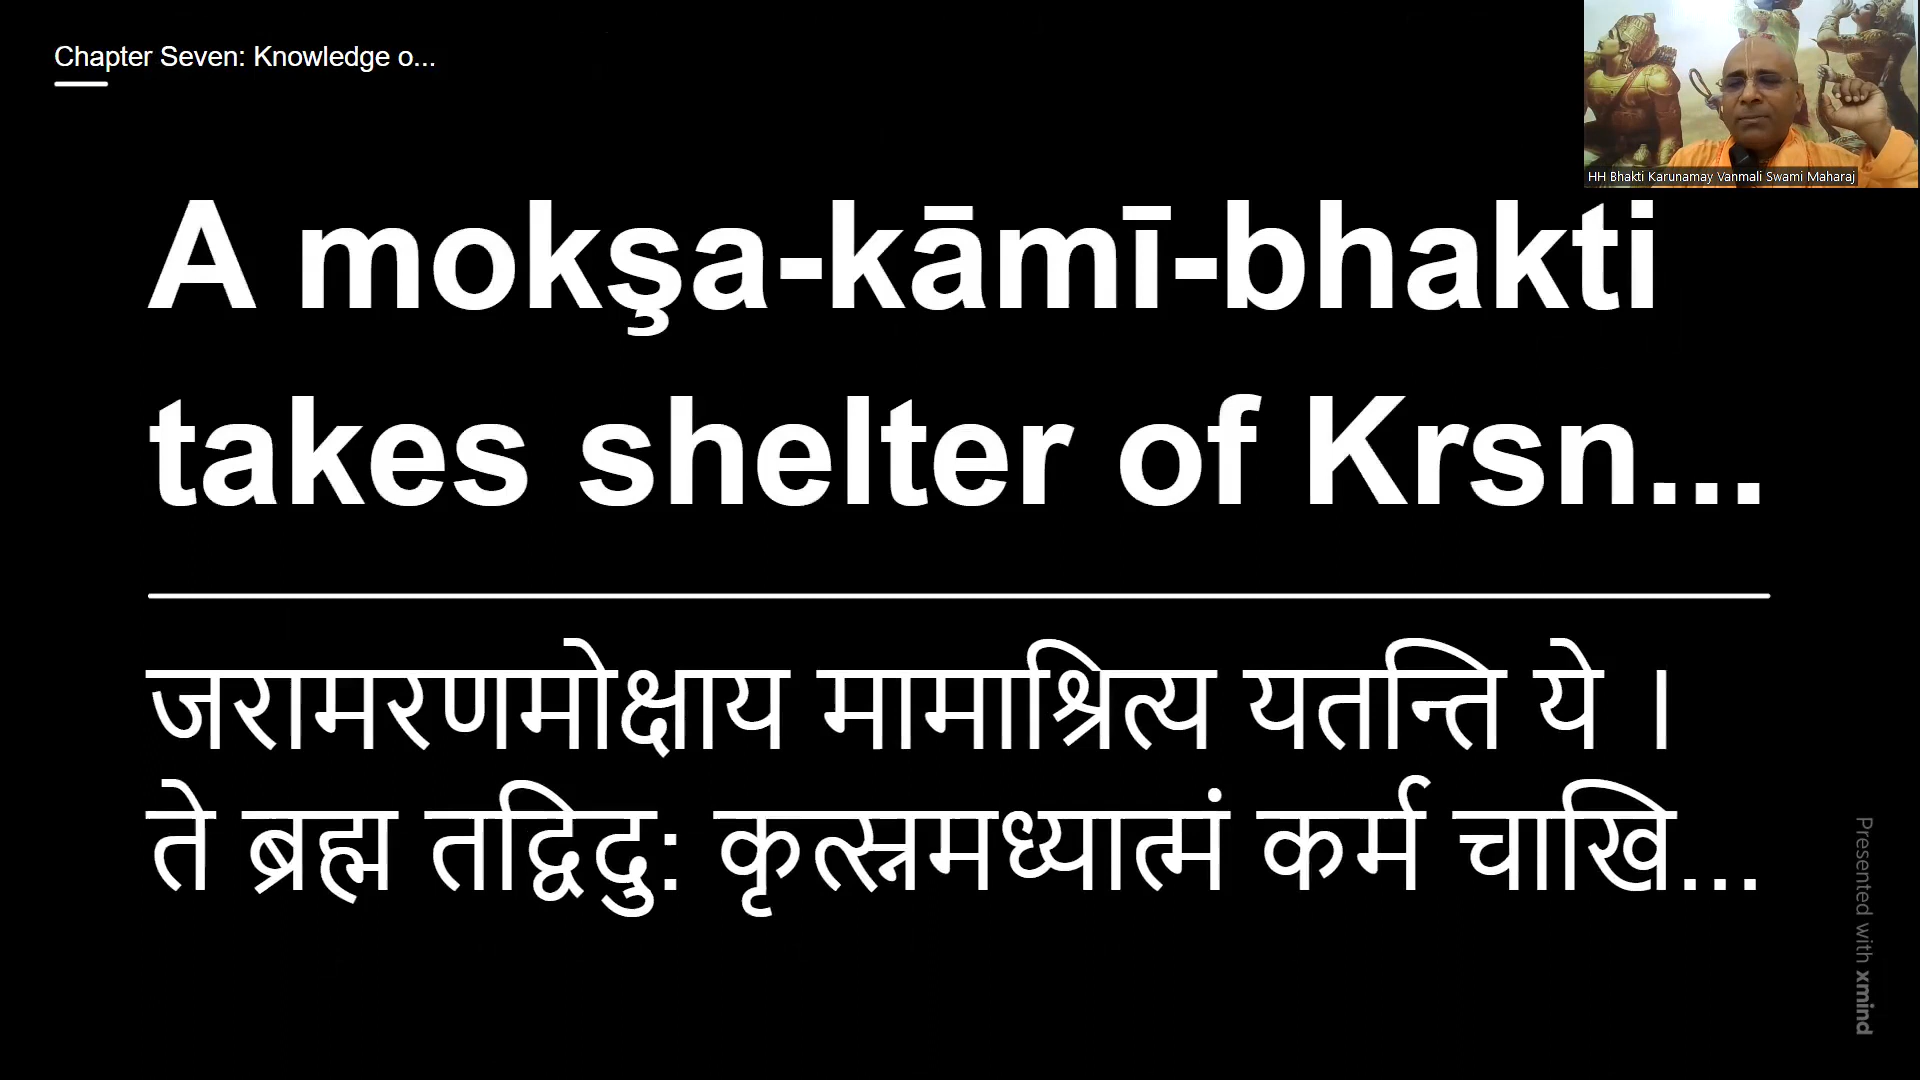 Chapter Seven: Knowledge o...
HH Bhakti Karunamay Vanmali Swami Maharaj
A mokşa-kāmī-bhakti
takes shelter of Krsn...
जरामरणमोक्षाय मामाश्रित्य यतन्ति ये ।
ते ब्रह्म तद्विदु: कृत्स्नमध्यात्मं कर्म चाखि...
Presented with xmind